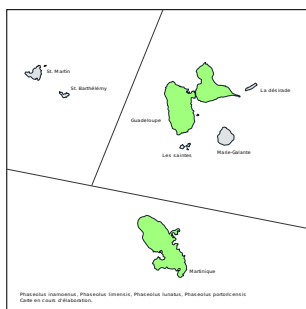 St. Martin
St. Barthélémy
La désirade
Guadeloupe
Marie-Galante
Les saintes
Martinique
Phaseolus inamoenus, Phaseolus limensis, Phaseolus lunatus, Phaseolus portoricensis
Carte en cours d'élaboration.